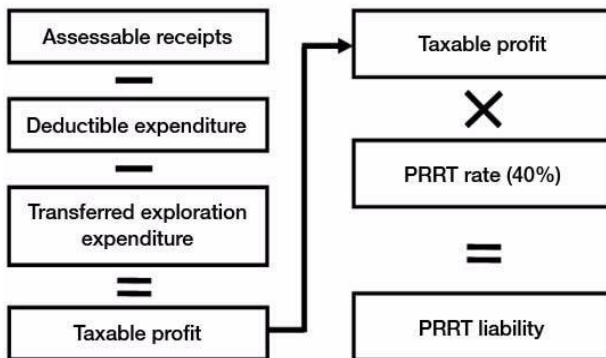 Assessable receipts
−
Deductible expenditure
−
Transferred exploration
expenditure
=
Taxable profit
Taxable profit
×
PRRT rate (40%)
=
PRRT liability